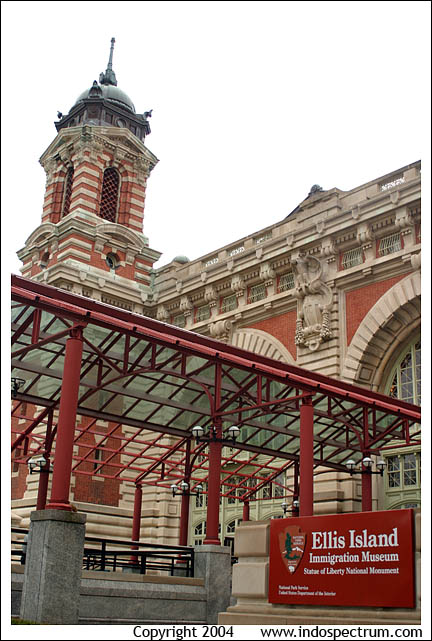 Ellis Island
Immigration Museum
Statue of Liberty National Monument
National Park Service
United States Department of the Interior
Copyright 2004 www.indospectrum.com